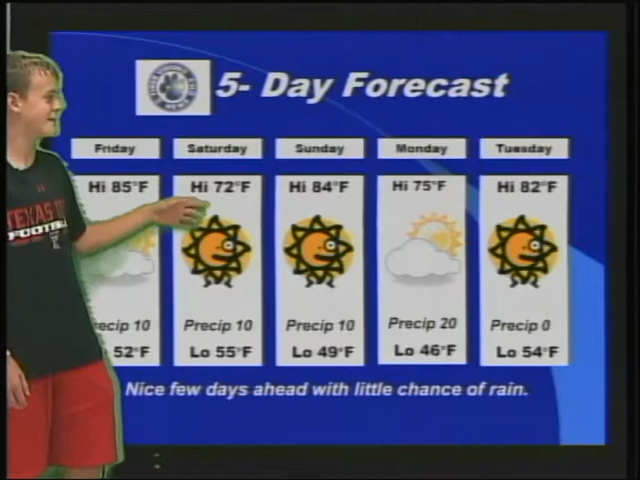 5- Day Forecast
Friday Saturday Sunday Monday Tuesday
Hi 85°F Hi 72°F Hi 84°F Hi 75°F Hi 82°F
TEXAS
FOOTBALL
Precip 10 Precip 10 Precip 20 Precip 0
52°F Lo 55°F Lo 49°F Lo 46°F Lo 54°F
Nice few days ahead with little chance of rain.